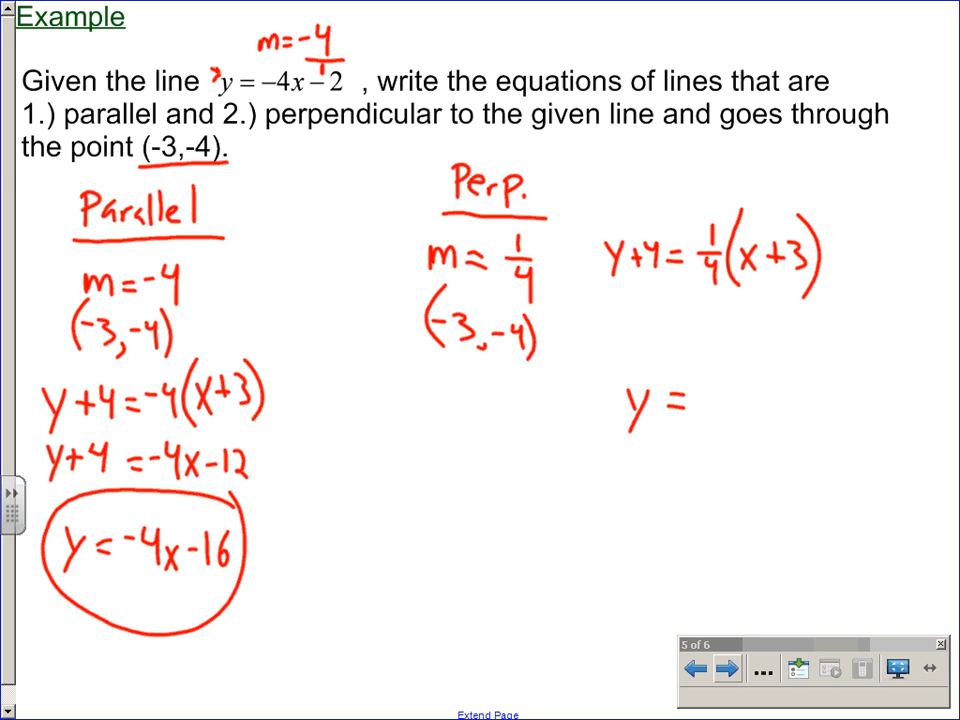 Example
m = -4/1
Given the line y = -4x - 2 , write the equations of lines that are
1.) parallel and 2.) perpendicular to the given line and goes through
the point (-3,-4).
Parallel
m = -4
(-3, -4)
y + 4 = -4(x + 3)
y + 4 = -4x - 12
y = -4x - 16
Perp.
m = 1/4
(-3, -4)
y + 4 = 1/4(x + 3)
y =
5 of 6
...
Extend Page